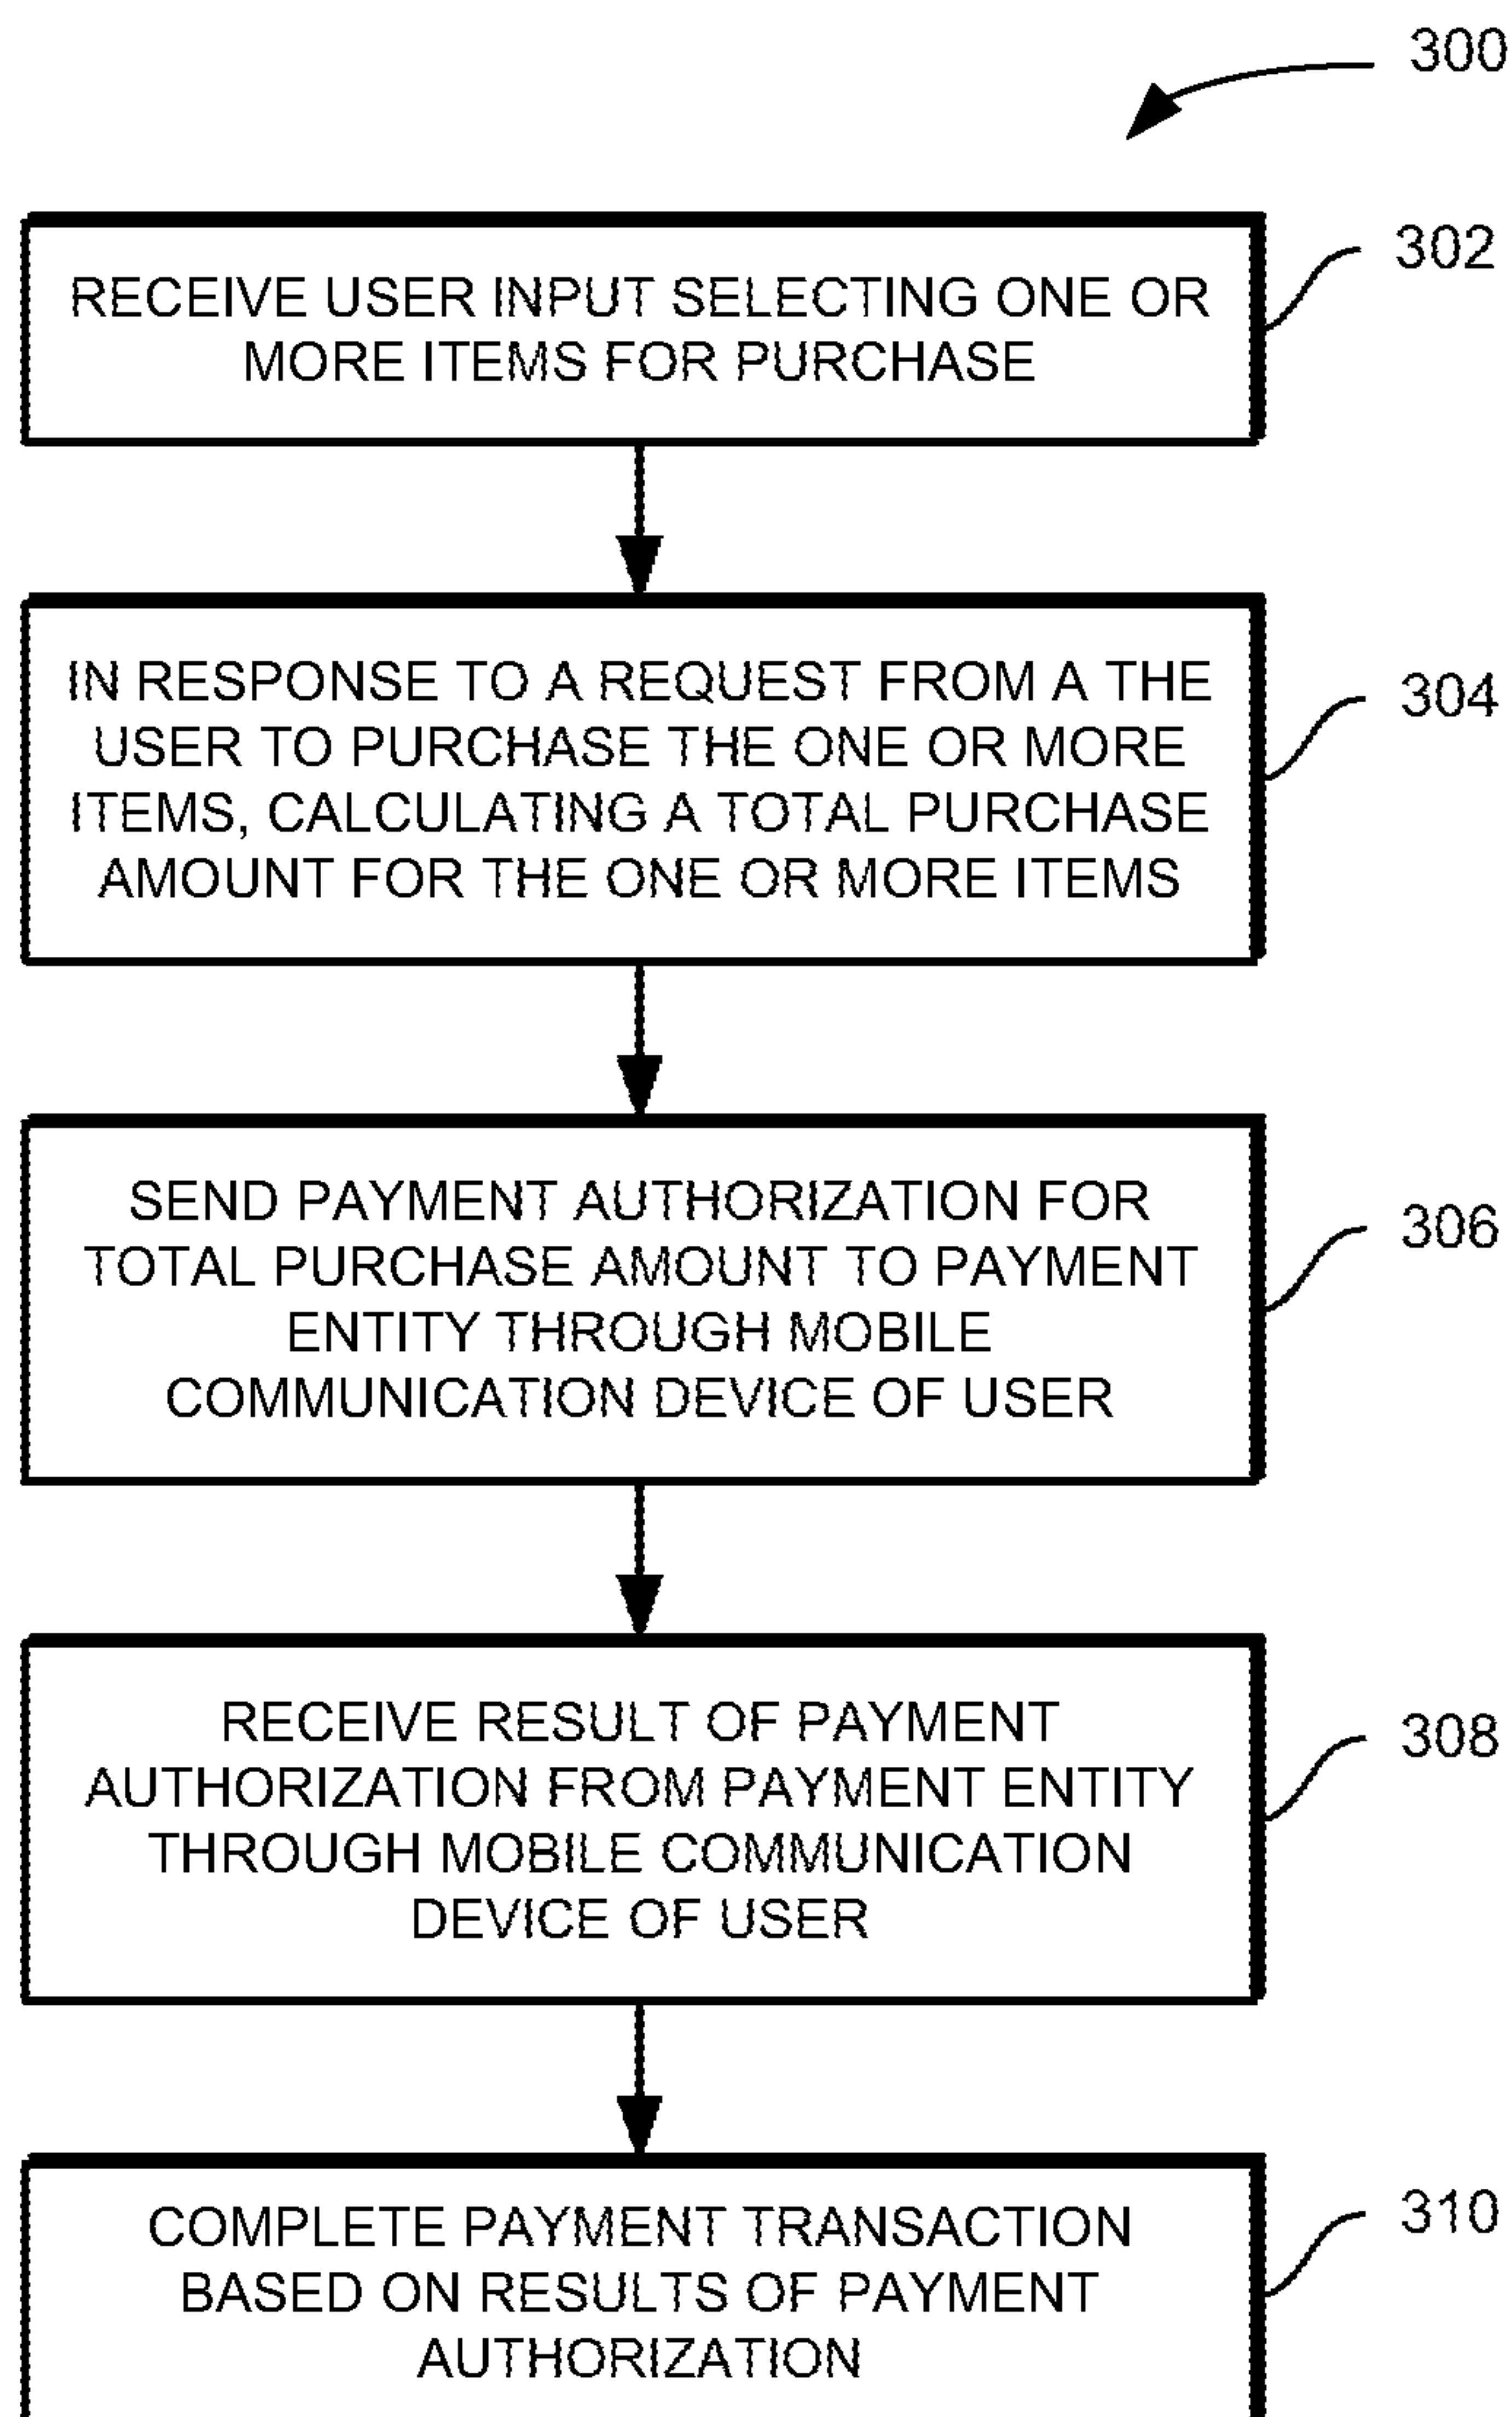 300
RECEIVE USER INPUT SELECTING ONE OR
MORE ITEMS FOR PURCHASE
302
IN RESPONSE TO A REQUEST FROM A THE
USER TO PURCHASE THE ONE OR MORE
ITEMS, CALCULATING A TOTAL PURCHASE
AMOUNT FOR THE ONE OR MORE ITEMS
304
SEND PAYMENT AUTHORIZATION FOR
TOTAL PURCHASE AMOUNT TO PAYMENT
ENTITY THROUGH MOBILE
COMMUNICATION DEVICE OF USER
306
RECEIVE RESULT OF PAYMENT
AUTHORIZATION FROM PAYMENT ENTITY
THROUGH MOBILE COMMUNICATION
DEVICE OF USER
308
COMPLETE PAYMENT TRANSACTION
BASED ON RESULTS OF PAYMENT
AUTHORIZATION
310